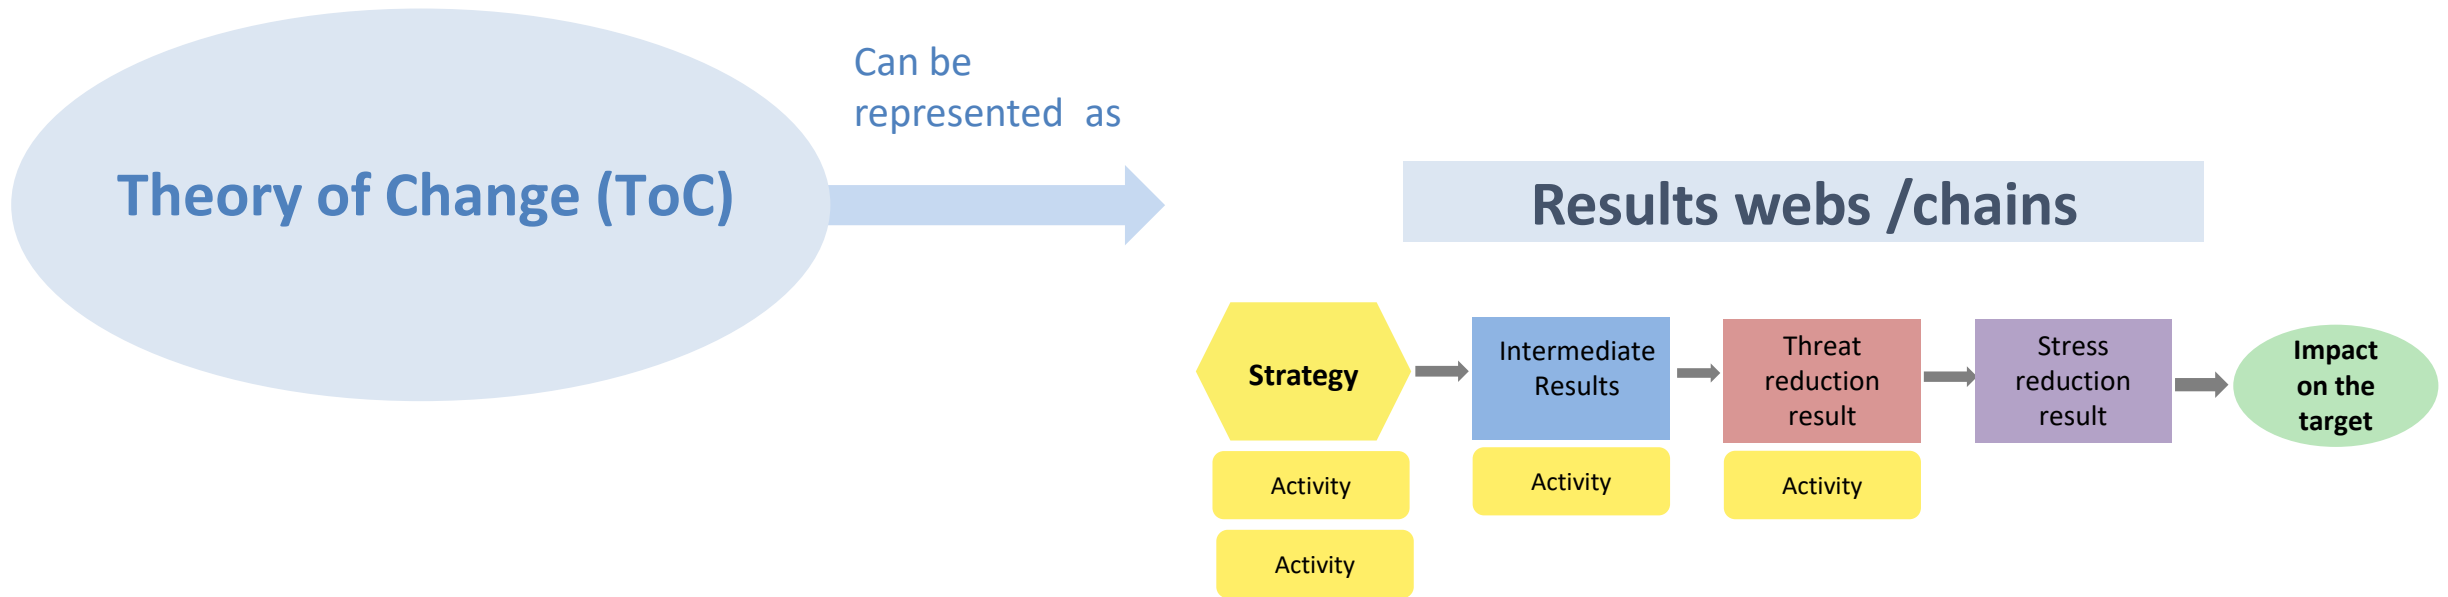 Can be
represented as
Theory of Change (ToC)
Results webs /chains
Strategy
Intermediate
Results
Threat
reduction
result
Stress
reduction
result
Impact
on the
target
Activity
Activity
Activity
Activity